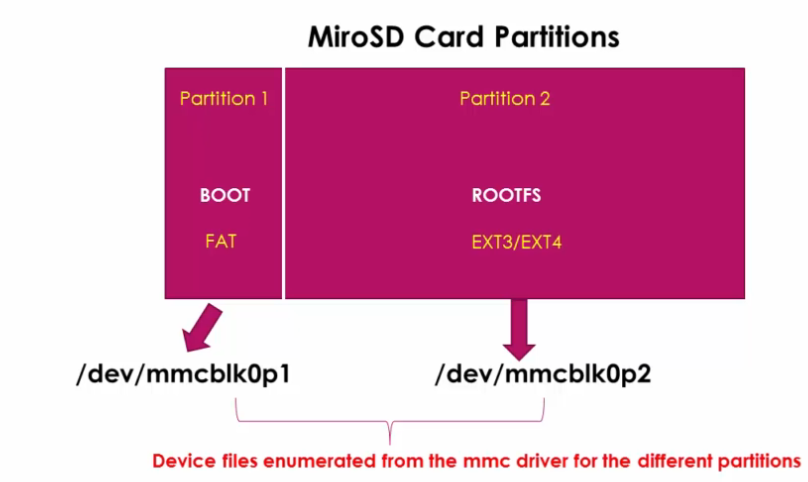 MiroSD Card Partitions
Partition 1
Partition 2
BOOT
ROOTFS
FAT
EXT3/EXT4
/dev/mmcblk0p1
/dev/mmcblk0p2
Device files enumerated from the mmc driver for the different partitions